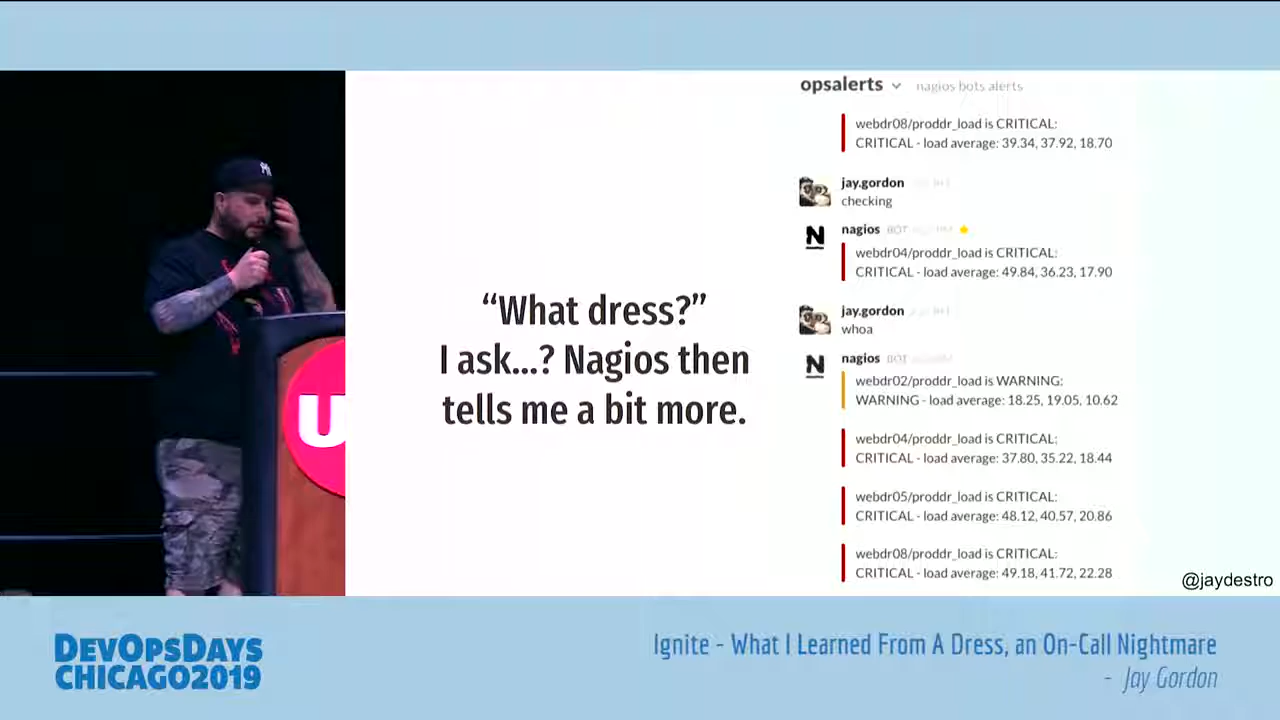 opsalerts nagios bots alerts
webdr08/proddr_load is CRITICAL:
CRITICAL - load average: 39.34, 37.92, 18.70
jay.gordon
checking
N nagios BOT
webdr04/proddr_load is CRITICAL:
CRITICAL - load average: 49.84, 36.23, 17.90
jay.gordon
whoa
N nagios BOT
webdr02/proddr_load is WARNING:
WARNING - load average: 18.25, 19.05, 10.62
webdr04/proddr_load is CRITICAL:
CRITICAL - load average: 37.80, 35.22, 18.44
webdr05/proddr_load is CRITICAL:
CRITICAL - load average: 48.12, 40.57, 20.86
webdr08/proddr_load is CRITICAL:
CRITICAL - load average: 49.18, 41.72, 22.28
“What dress?”
I ask...? Nagios then
tells me a bit more.
@jaydestro
U
DEVOPSDAYS
CHICAGO2019
Ignite - What I Learned From A Dress, an On-Call Nightmare
- Jay Gordon